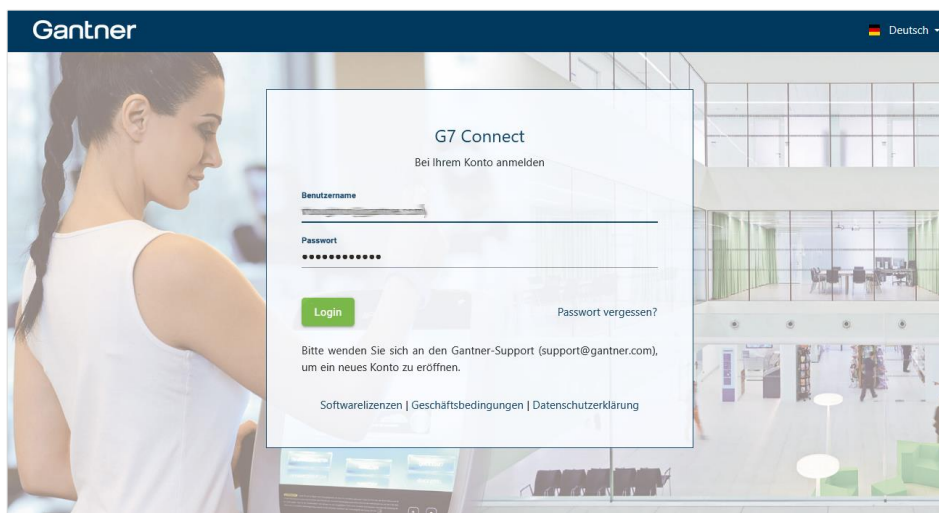 Gantner
Deutsch
G7 Connect
Bei Ihrem Konto anmelden
Benutzername
Passwort
Login
Passwort vergessen?
Bitte wenden Sie sich an den Gantner-Support (support@gantner.com),
um ein neues Konto zu eröffnen.
Softwarelizenzen | Geschäftsbedingungen | Datenschutzerklärung